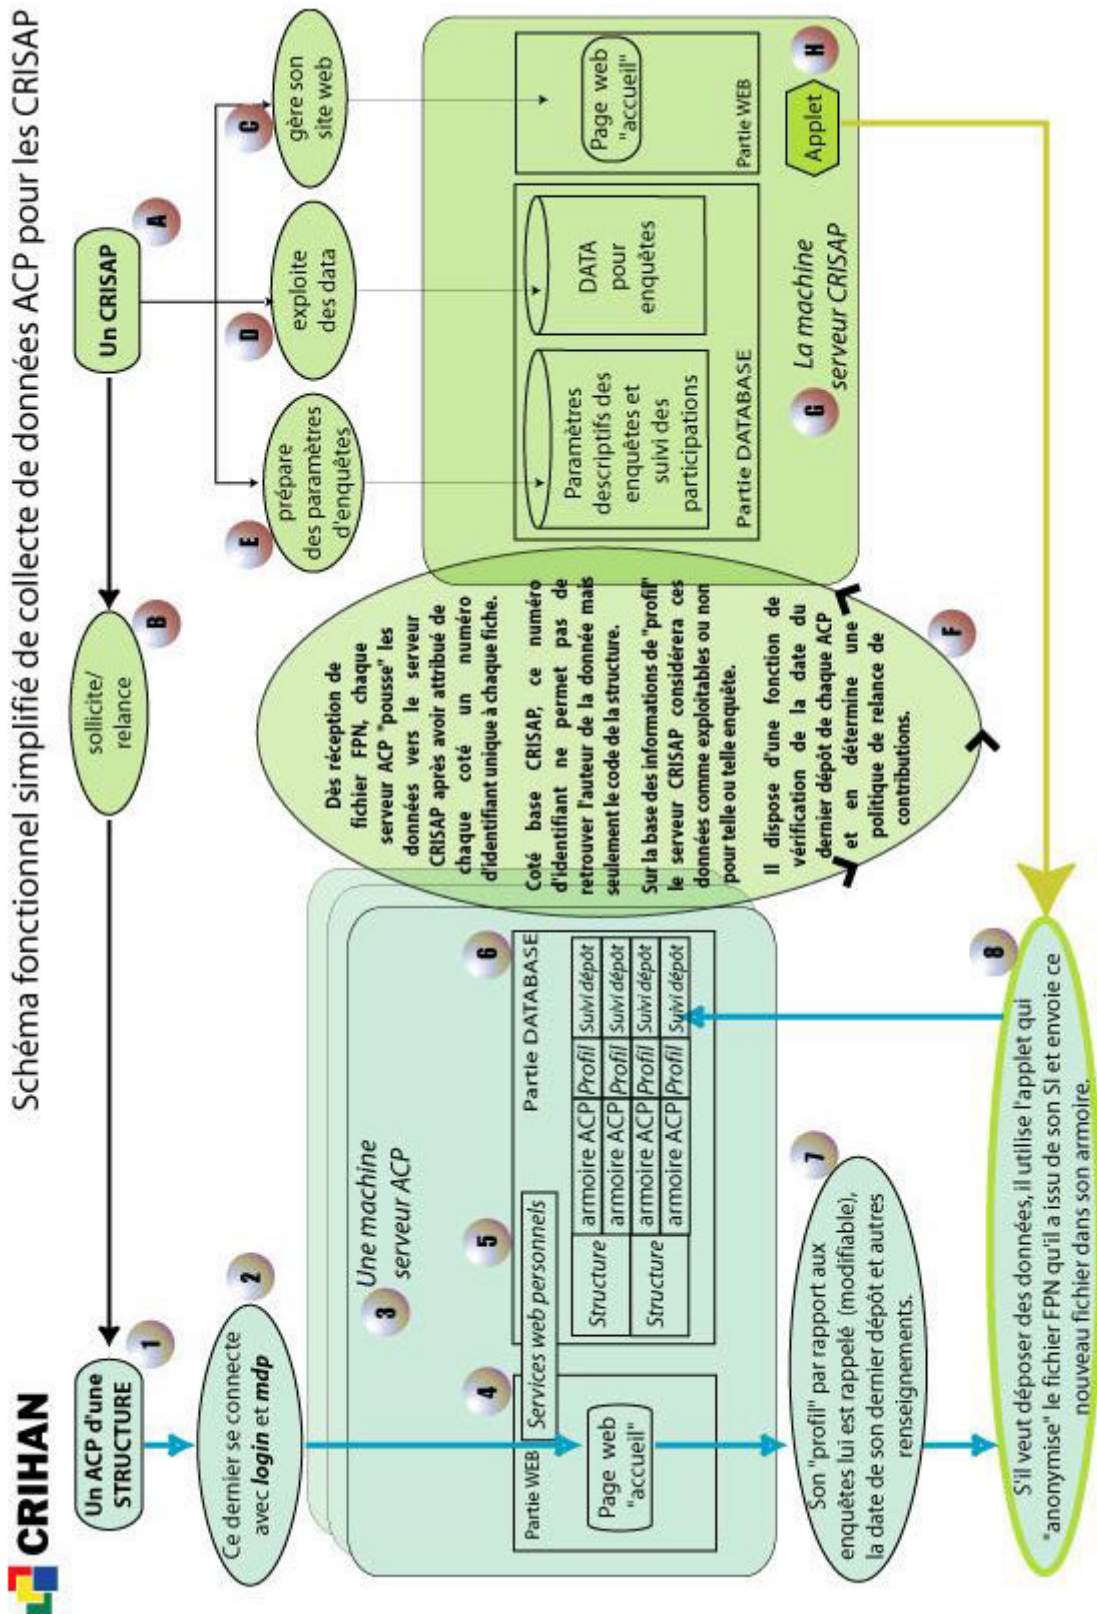 Schéma fonctionnel simplifié de collecte de données ACP pour les CRISAP
CRIHAN
Un ACP d'une
STRUCTURE
1
sollicite/
relance
B
Un CRISAP
A
Ce dernier se connecte
avec login et mdp
2
E
prépare
des paramètres
d'enquêtes
D
exploite
des data
C
gère son
site web
Une machine
serveur ACP
3
4
Partie WEB
Page web
"accueil"
5
Services web personnels
6
Partie DATABASE
Structure
Structure
armoire ACP Profil Suivi dépôt
armoire ACP Profil Suivi dépôt
armoire ACP Profil Suivi dépôt
armoire ACP Profil Suivi dépôt
Dès réception de
fichier FPN, chaque
serveur ACP "pousse" les
données vers le serveur
CRISAP après avoir attribué de
chaque coté un numéro
d'identifiant unique à chaque fiche.
Coté base CRISAP, ce numéro
d'identifiant ne permet pas de
retrouver l'auteur de la donnée mais
seulement le code de la structure.
Sur la base des informations de "profil"
le serveur CRISAP considérera ces
données comme exploitables ou non
pour telle ou telle enquête.
Il dispose d'une fonction de
vérification de la date du
dernier dépôt de chaque ACP
et en détermine une
politique de relance de
contributions.
F
Paramètres
descriptifs des
enquêtes et
suivi des
participations
DATA
pour
enquêtes
Partie DATABASE
Page web
"accueil"
Partie WEB
G
La machine
serveur CRISAP
Applet
H
7
Son "profil" par rapport aux
enquêtes lui est rappelé (modifiable),
la date de son dernier dépôt et autres
renseignements.
8
S'il veut déposer des données, il utilise l'applet qui
"anonymise" le fichier FPN qu'il a issu de son SI et envoie ce
nouveau fichier dans son armoire.